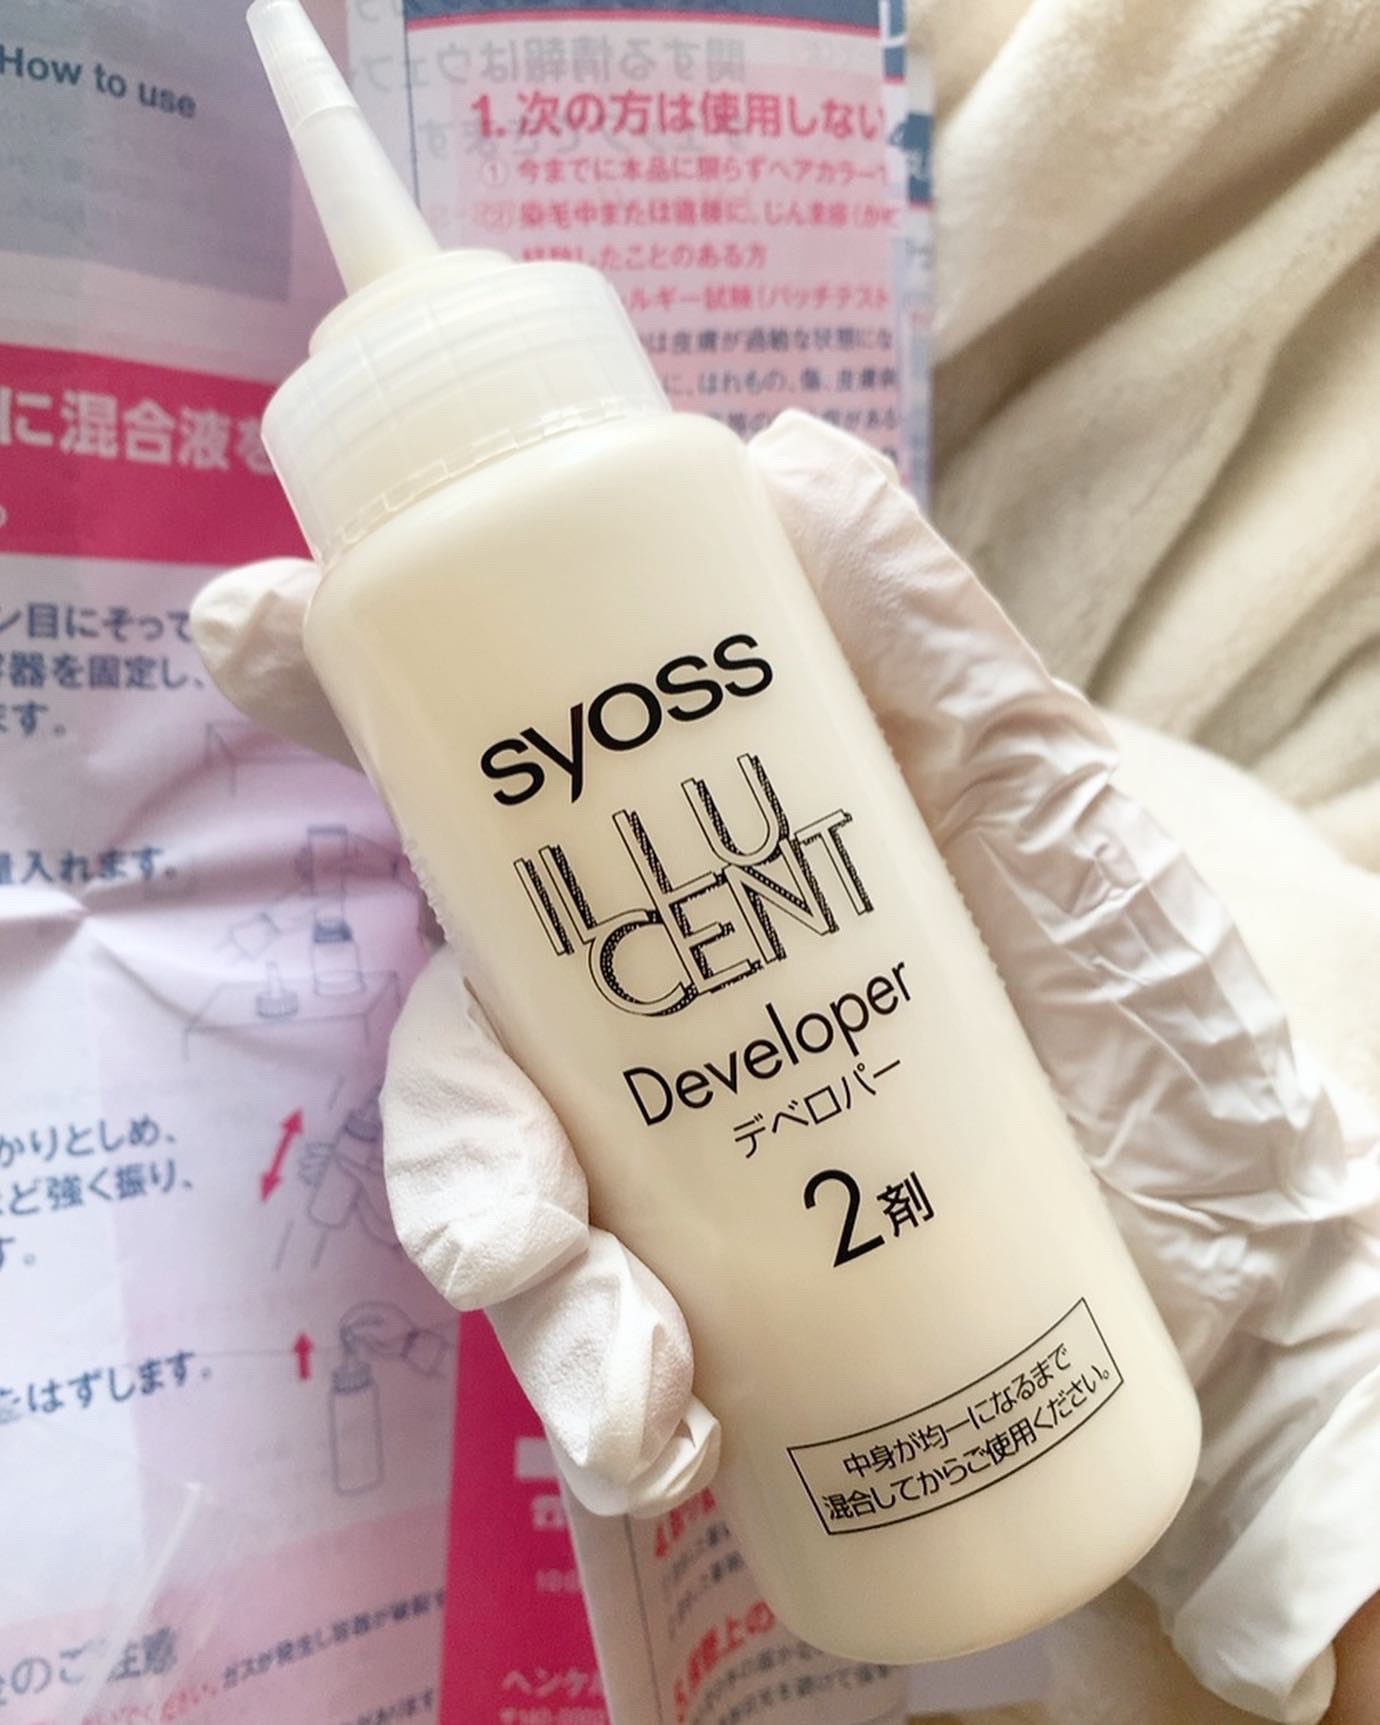 How to use
1. 次の方は使用しない
① 今までに本品に限らずヘアカラーで
② 染毛中または直後に、じんま疹(かゆ
経験したことのある方
ルギー試験(パッチテスト
は皮膚が過敏な状態にな
に、はれもの、傷、皮膚病
に混合液を
ン目にそって
容器を固定し、
ます。
量入れます。
かりとしめ、
ほど強く振り、
す。
たはずします。
syoss
ILLU
CENT
Developer
デベロパー
2剤
中身が均一になるまで
混合してからご使用ください。
のご注意
ガスが発生し容器が破裂
ヘンケル